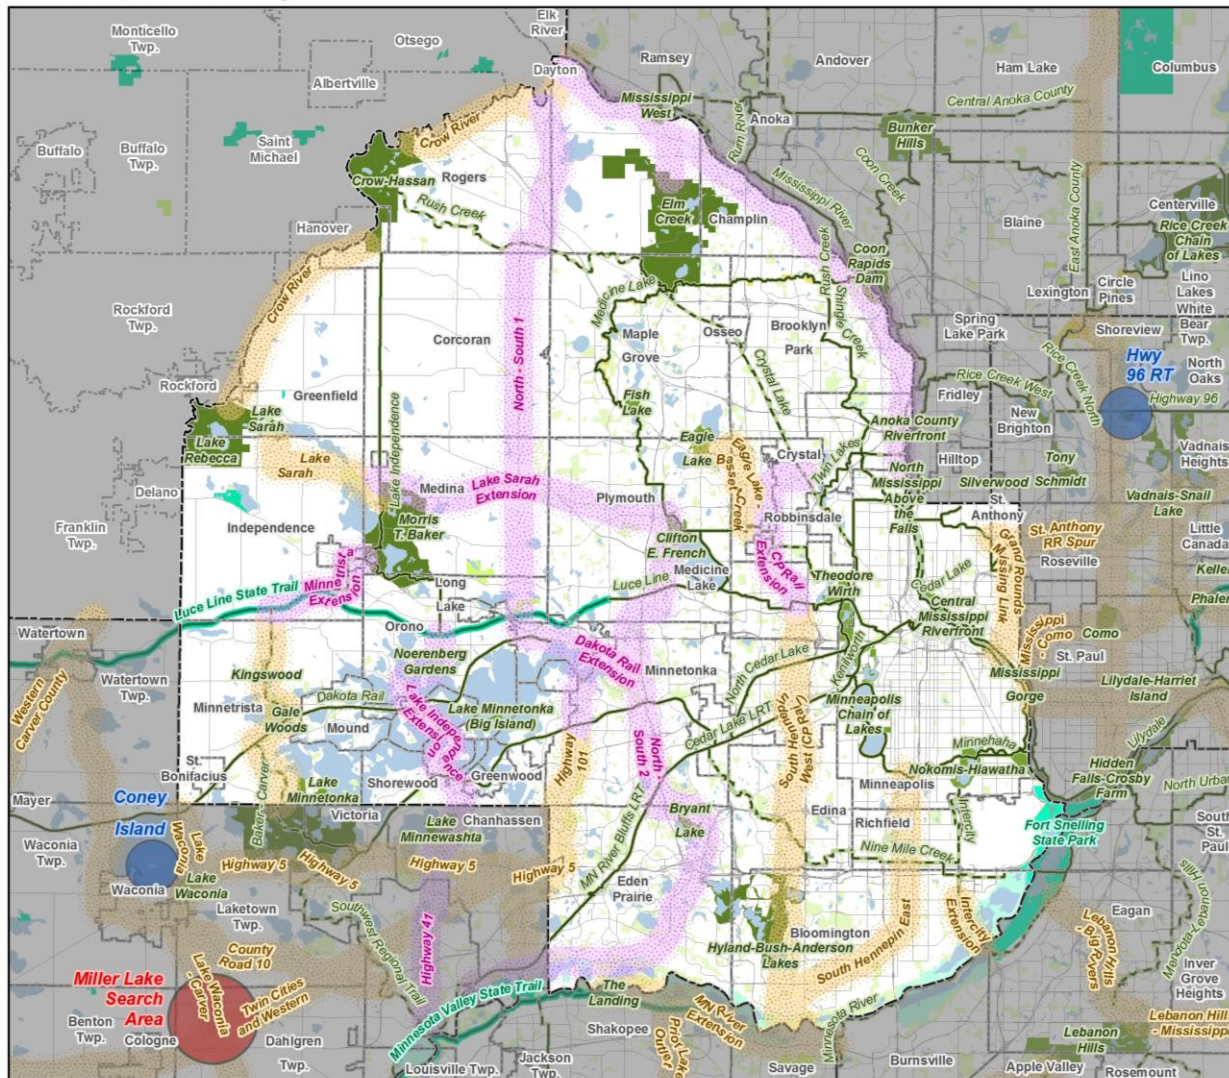 Elk
River
Monticello
Twp.
Otsego
Ramsey
Andover
Ham Lake
Columbus
Dayton
Albertville
Mississippi
West
Central Anoka County
Anoka
Rum River
Crow River
Bunker
Hills
Buffalo
Buffalo
Twp.
Saint
Michael
Coon Creek
Crow-Hassan
Rogers
Rush Creek
Elm
Creek
Champlin
Mississippi River
East Anoka County
Blaine
Centerville
Rice Creek
Chain
of Lakes
Hanover
Coon
Rapids
Dam
Rush Creek
Shingle Creek
Crow River
Medicine Lake
Lexington
Circle
Pines
Lino
Lakes
White
Bear Twp.
Rockford
Twp.
Corcoran
North - South 1
Maple
Grove
Osseo
Brooklyn
Park
Spring
Lake Park
Shoreview
Hwy
96 RT
North
Oaks
Rockford
Greenfield
Lake Independence
Crystal Lake
Rice Creek West
Rice Creek North
Highway 96
Fridley
New
Brighton
Fish
Lake
Lake
Sarah
Lake
Rebecca
Anoka County
Riverfront
Eagle
Lake
Eagle Lake
Bassett Creek
Crystal
Twin Lakes
Hilltop
Tony
Schmidt
Silverwood
Vadnais
Heights
Lake
Sarah
Delano
Medina
Lake Sarah
Extension
Plymouth
North
Mississippi
Above
the
Falls
St.
Anthony
Vadnais-Snail
Lake
Franklin
Twp.
Independence
Morris
T. Baker
Robbinsdale
Clifton
E. French
CP Rail
Extension
Grand Rounds
Missing Link
St. Anthony
RR Spur
Roseville
Little
Canada
Minnetrista
Extension
Long
Lake
Luce Line
Medicine
Lake
Theodore
Wirth
Cedar Lake
Keller
Phalen
Luce Line State Trail
Central
Mississippi
Riverfront
Orono
Watertown
Watertown
Twp.
Noerenberg
Gardens
Dakota Rail
Extension
Minnetonka
North Cedar Lake
Kenilworth
Mississippi
- Como
Como
St. Paul
Mississippi
Gorge
Kingswood
Western
Carver County
Lilydale-Harriet
Island
Minnetrista
Dakota Rail
Gale
Woods
Mound
Lake Independence
Extension
Lake Minnetonka
(Big Island)
Highway
101
North
South 2
Cedar Lake LRT
South Hennepin
West (CP Rail)
Minneapolis
Chain of
Lakes
Minnehaha
Lilydale
St.
Bonifacius
Nokomis-Hiawatha
Hidden
Falls-Crosby
Farm
Shorewood
Greenwood
Minneapolis
North Urban
Lake
Minnetonka
Mayer
Coney
Island
Baker - Carver
Victoria
Lake
Minnewashta
Chanhassen
Bryant
Lake
Edina
Richfield
Intercity
Fort Snelling
State Park
South
St.
Paul
Waconia
Twp.
Lake
Waconia
Highway 5
Highway 5
Highway 5
Highway 5
MN River Bluffs LRT
Nine Mile Creek
Waconia
Lake
Waconia
Eden
Prairie
Laketown
Twp.
Southwest Regional Trail
Highway 41
Bloomington
Hyland-Bush-Anderson
Lakes
South Hennepin East
Intercity
Extension
Eagan
Lebanon Hills
- Big Rivers
Mendota-Lebanon Hills
Inver
Grove
Heights
County
Road 10
Miller Lake
Search
Area
Lake Waconia
- Carver
Twin Cities
and Western
Minnesota Valley State Trail
The
Landing
MN River
Extension
Minnesota River
Lebanon Hills
- Mississippi
Benton
Twp.
Cologne
Dahlgren
Twp.
Shakopee
Prior Lake
Outlet
Lebanon
Hills
Louisville Twp.
Jackson
Twp.
Savage
Burnsville
Apple Valley
Rosemount